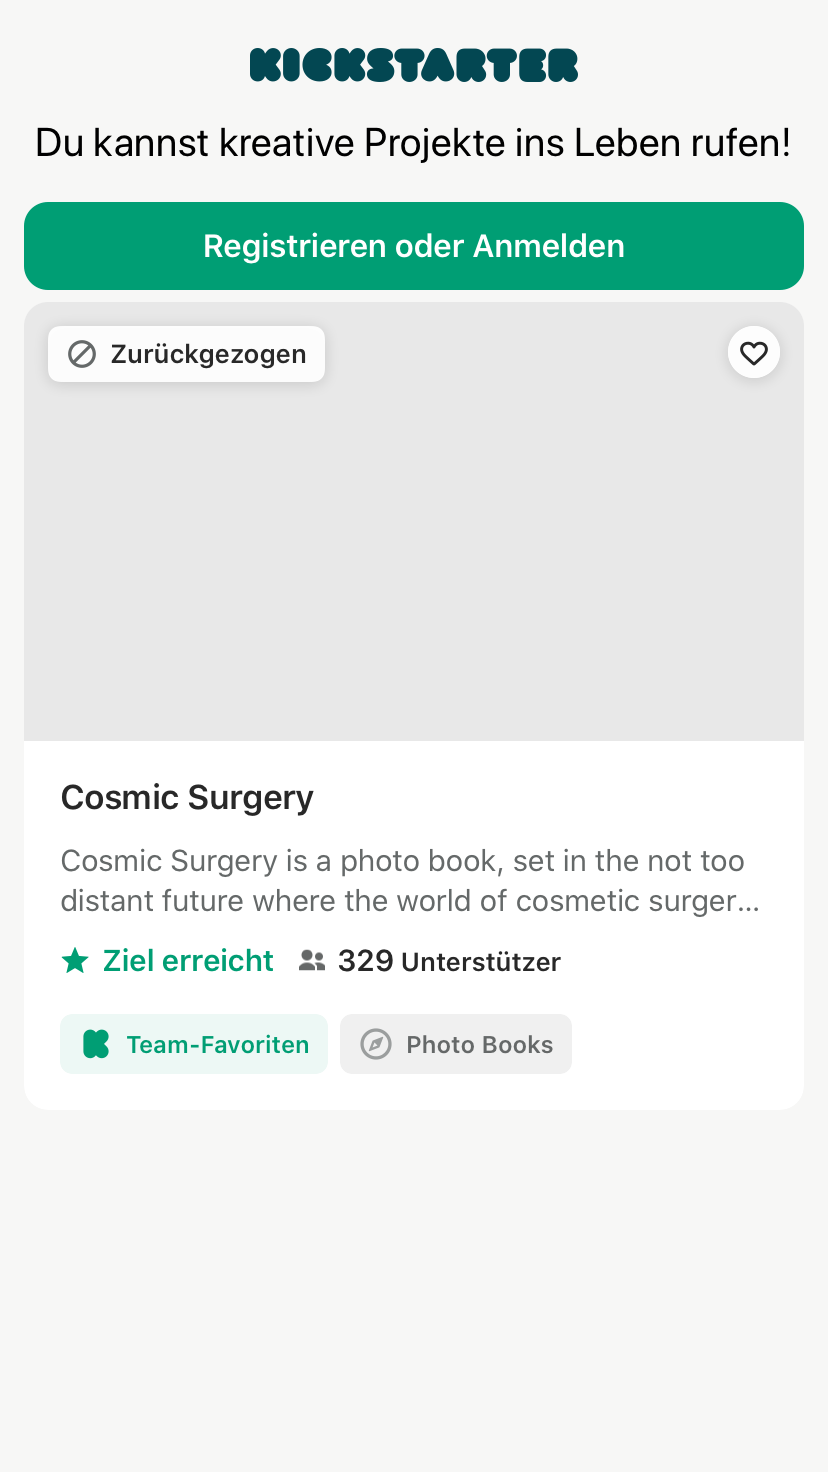 KICKSTARTER
Du kannst kreative Projekte ins Leben rufen!
Registrieren oder Anmelden
Zurückgezogen
Cosmic Surgery
Cosmic Surgery is a photo book, set in the not too
distant future where the world of cosmetic surger...
Ziel erreicht 329 Unterstützer
Team-Favoriten Photo Books